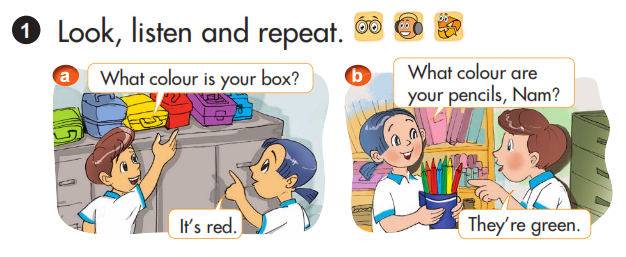 1 Look, listen and repeat.
a What colour is your box?
It's red.
b What colour are
your pencils, Nam?
They're green.